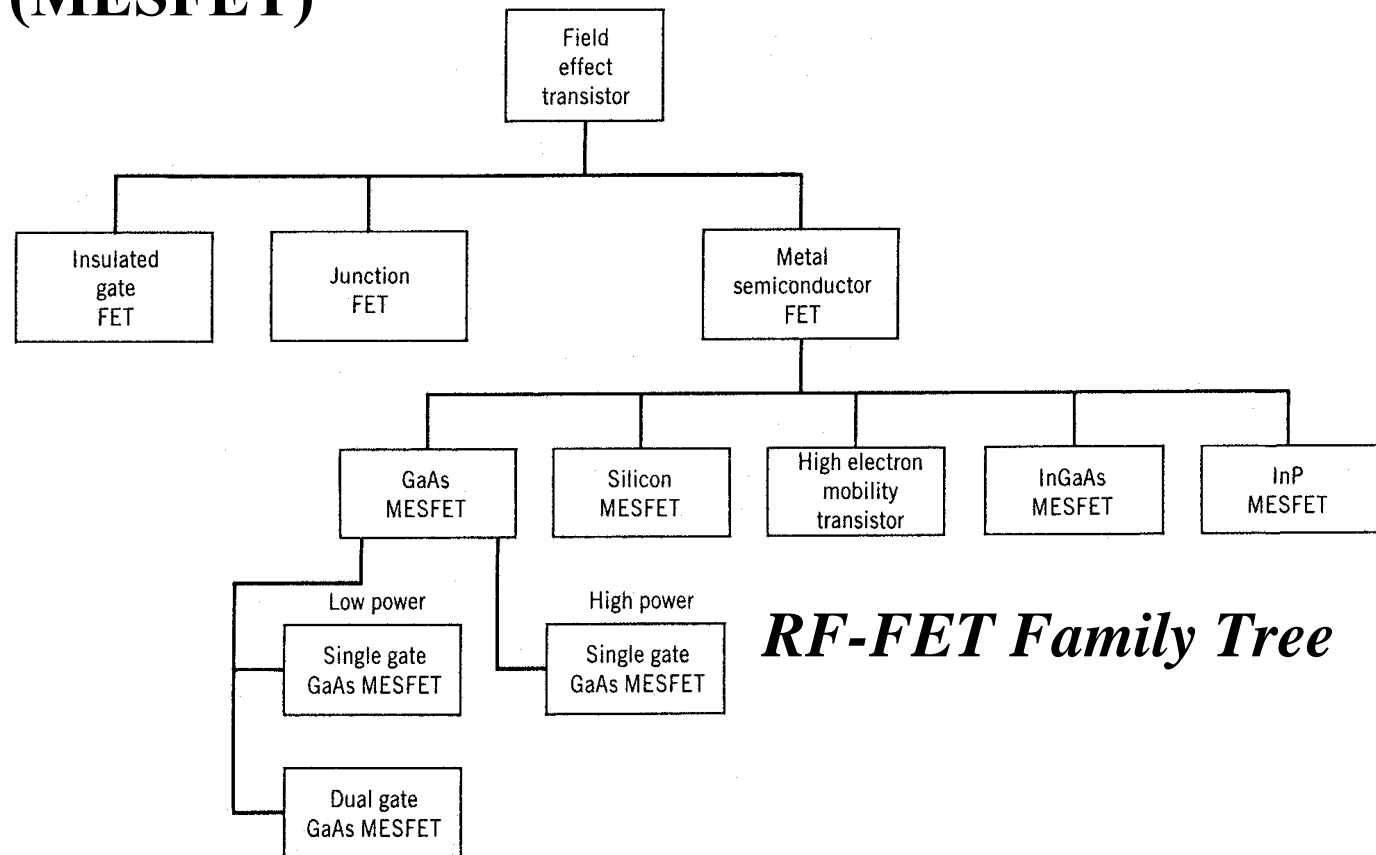 (MESFET)
Field
effect
transistor
Insulated
gate
FET
Junction
FET
Metal
semiconductor
FET
GaAs
MESFET
Silicon
MESFET
High electron
mobility
transistor
InGaAs
MESFET
InP
MESFET
Low power
High power
Single gate
GaAs MESFET
Single gate
GaAs MESFET
RF-FET Family Tree
Dual gate
GaAs MESFET